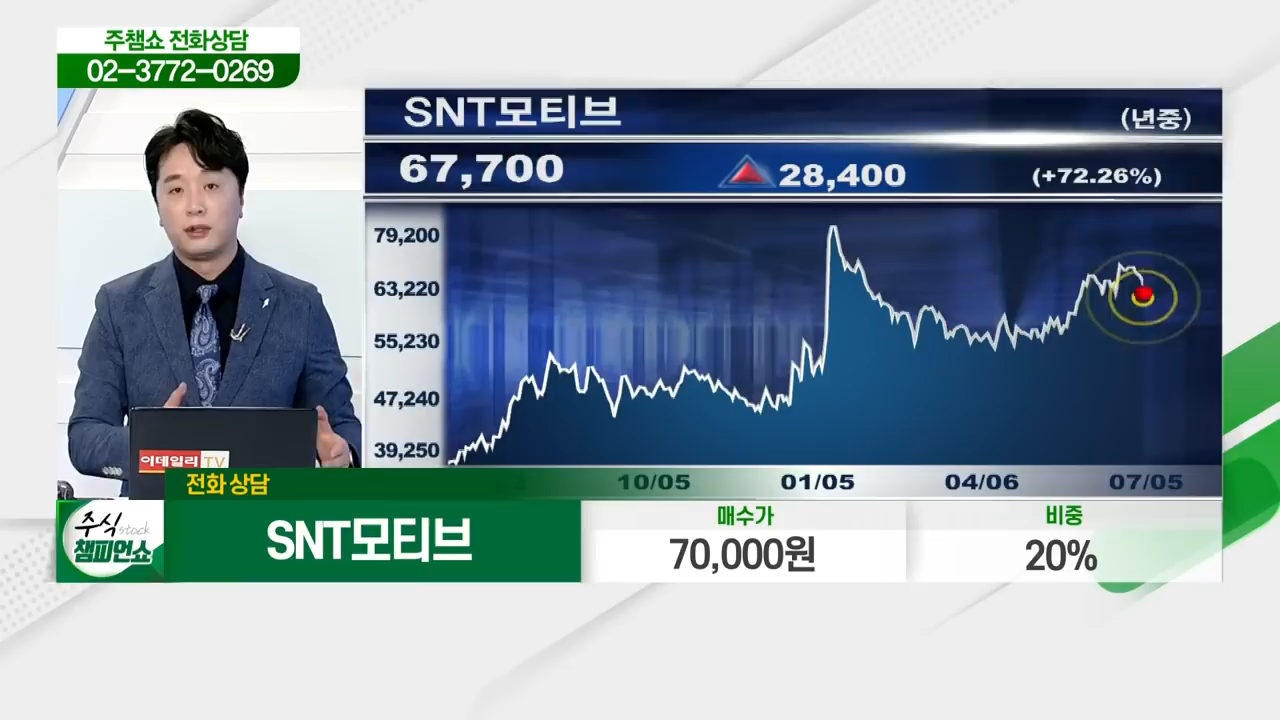 주챔쇼 전화상담
02-3772-0269
SNT모티브
(년중)
67,700
28,400
(+72.26%)
79,200
63,220
55,230
47,240
39,250
10/05
01/05
04/06
07/05
이데일리 TV
전화 상담
주식 stock
챔피언쇼
SNT모티브
매수가
70,000원
비중
20%